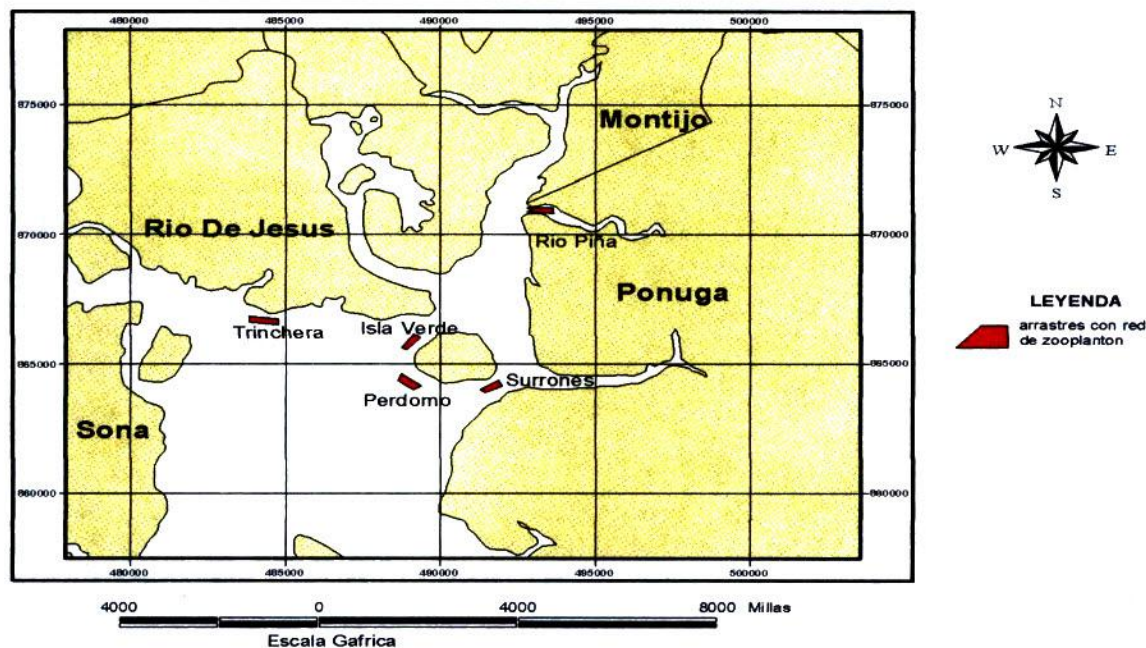 480000 485000 490000 495000 500000
875000 875000
Montijo
N
W E
S
870000 870000
Rio De Jesus
Rio Piña
Ponuga
LEYENDA
arrastres con red
de zooplanton
Trinchera
Isla Verde
865000 865000
Surrones
Perdomo
Sona
860000 860000
480000 485000 490000 495000 500000
4000 0 4000 8000 Millas
Escala Gafrica